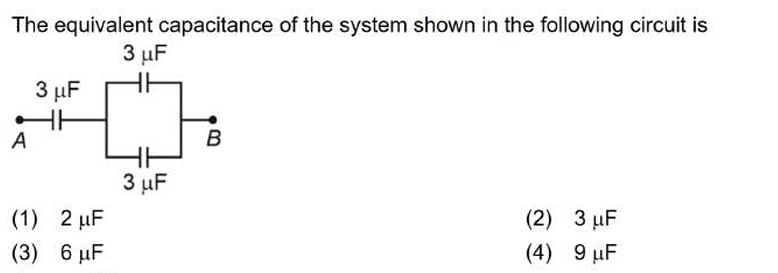 The equivalent capacitance of the system shown in the following circuit is
3 µF
3 µF
A
B
3 µF
(1) 2 µF
(2) 3 µF
(3) 6 µF
(4) 9 µF